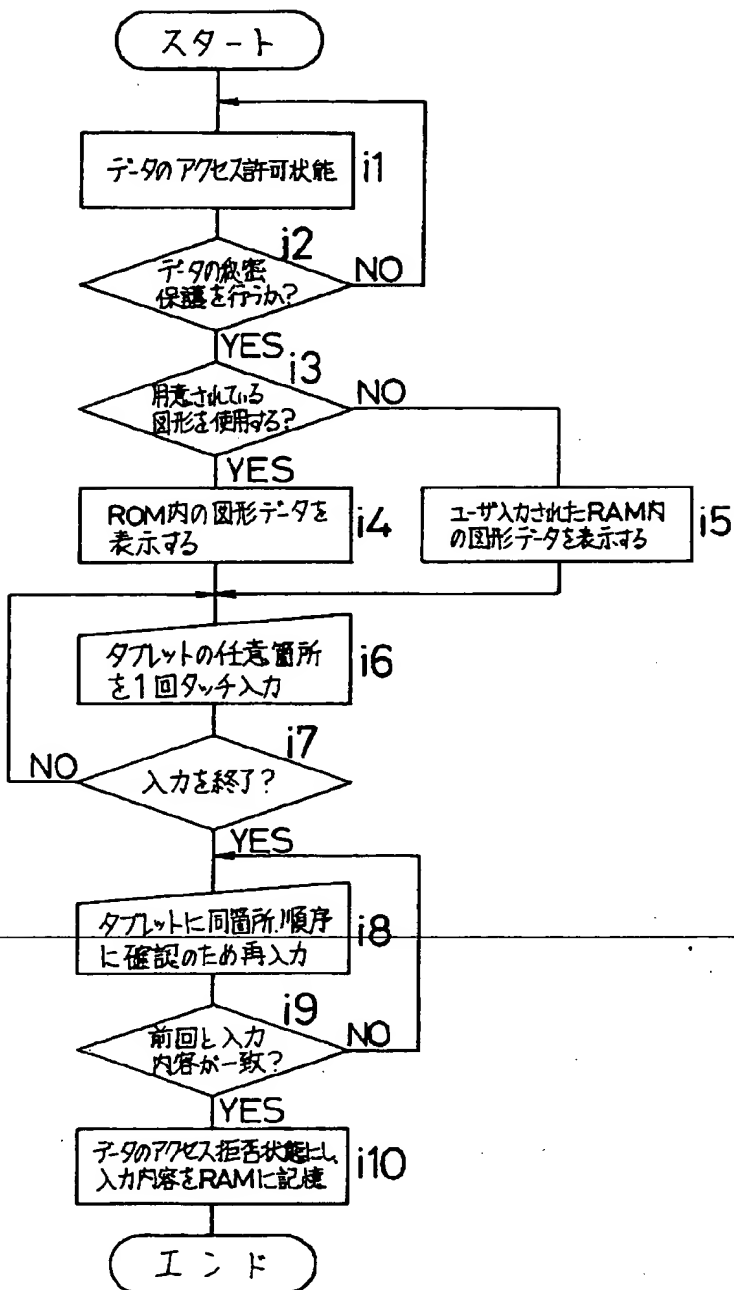 スタート
データのアクセス許可状態
i1
i2
データの秘密
保護を行うか?
NO
YES
i3
用意されている
図形を使用する?
NO
YES
ROM内の図形データを
表示する
i4
ユーザ入力されたRAM内
の図形データを表示する
i5
タブレットの任意箇所
を1回タッチ入力
i6
i7
NO
入力を終了?
YES
タブレットに同箇所、順序
に確認のため再入力
i8
i9
前回と入力
内容が一致?
NO
YES
データのアクセス拒否状態にし、
入力内容をRAMに記憶
i10
エンド